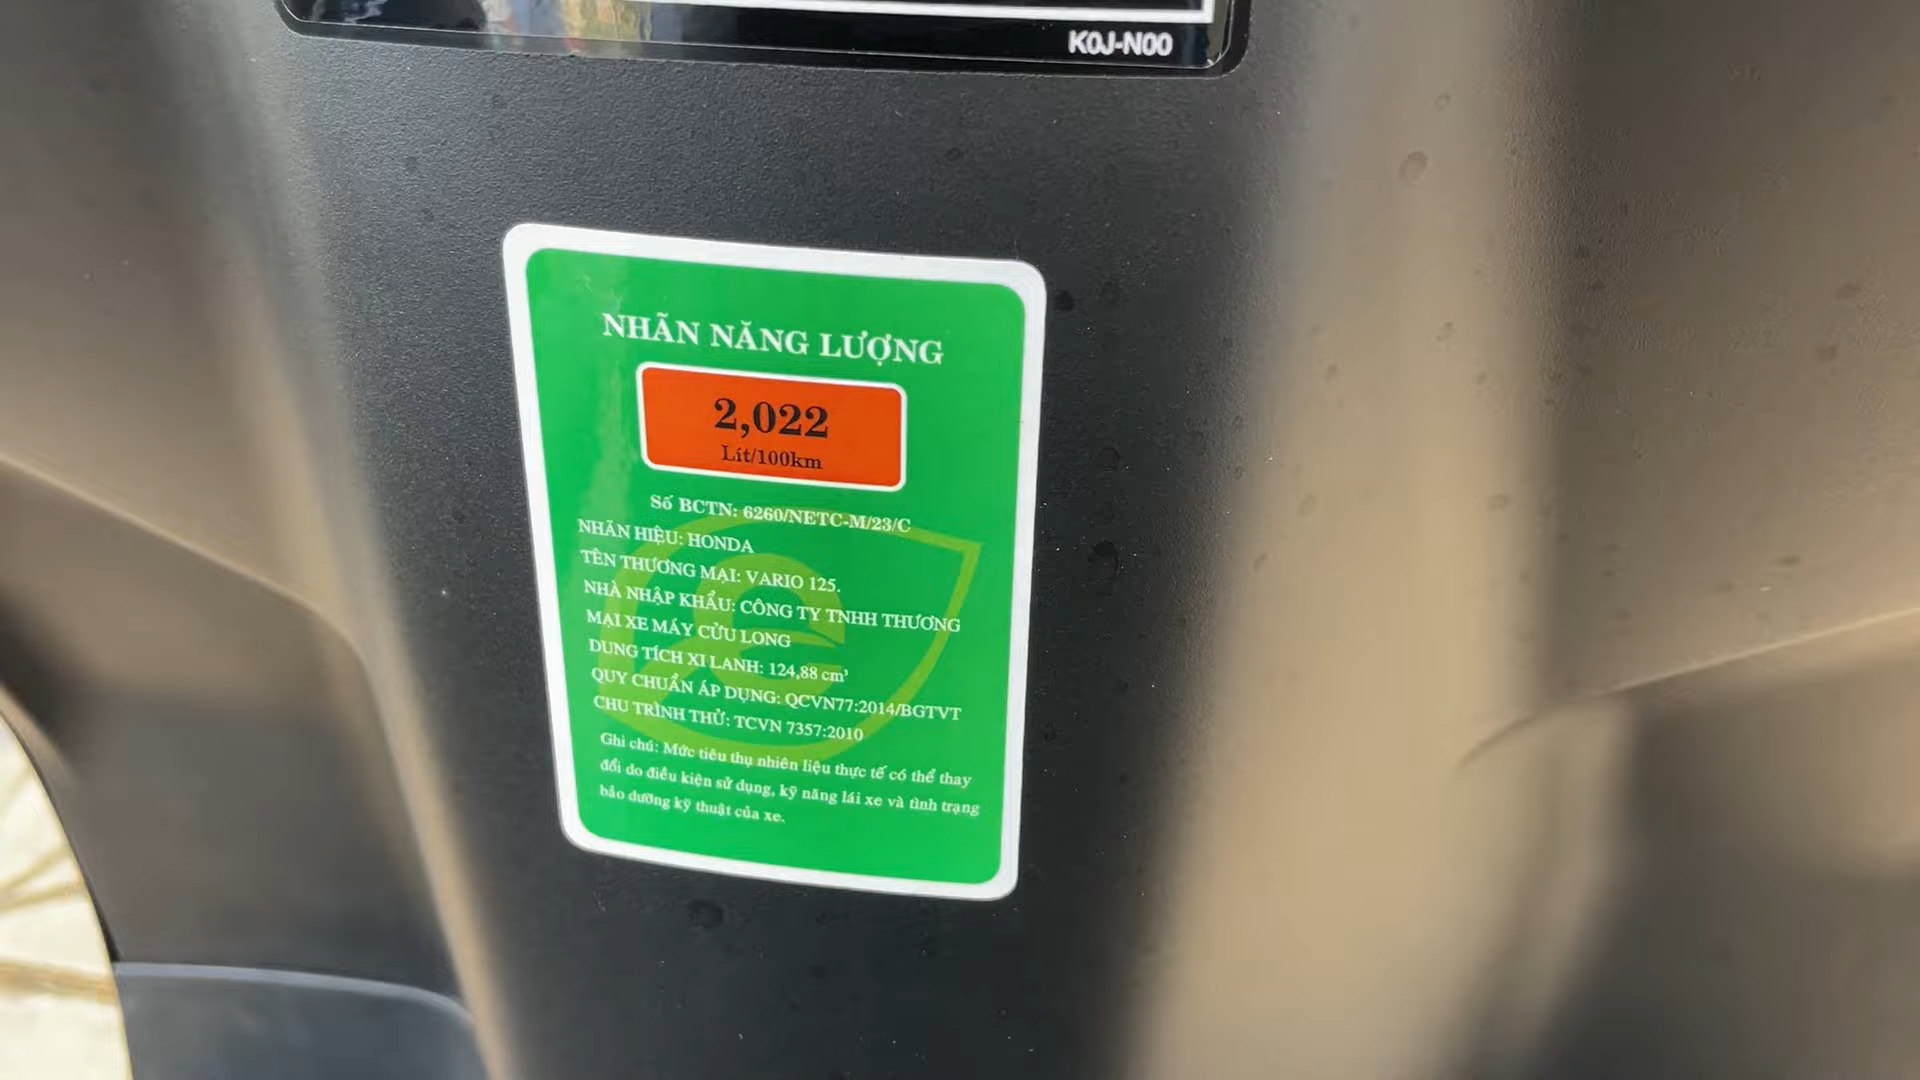 K0J-N00
NHÃN NĂNG LƯỢNG
2,022
Lít/100km
Số BCTN: 6260/NETC-M/23/C
NHÃN HIỆU: HONDA
TÊN THƯƠNG MẠI: VARIO 125.
NHÀ NHẬP KHẨU: CÔNG TY TNHH THƯƠNG
MẠI XE MÁY CỬU LONG
DUNG TÍCH XI LANH: 124,88 cm³
QUY CHUẨN ÁP DỤNG: QCVN77:2014/BGTVT
CHU TRÌNH THỬ: TCVN 7357:2010
Ghi chú: Mức tiêu thụ nhiên liệu thực tế có thể thay
đổi do điều kiện sử dụng, kỹ năng lái xe và tình trạng
bảo dưỡng kỹ thuật của xe.